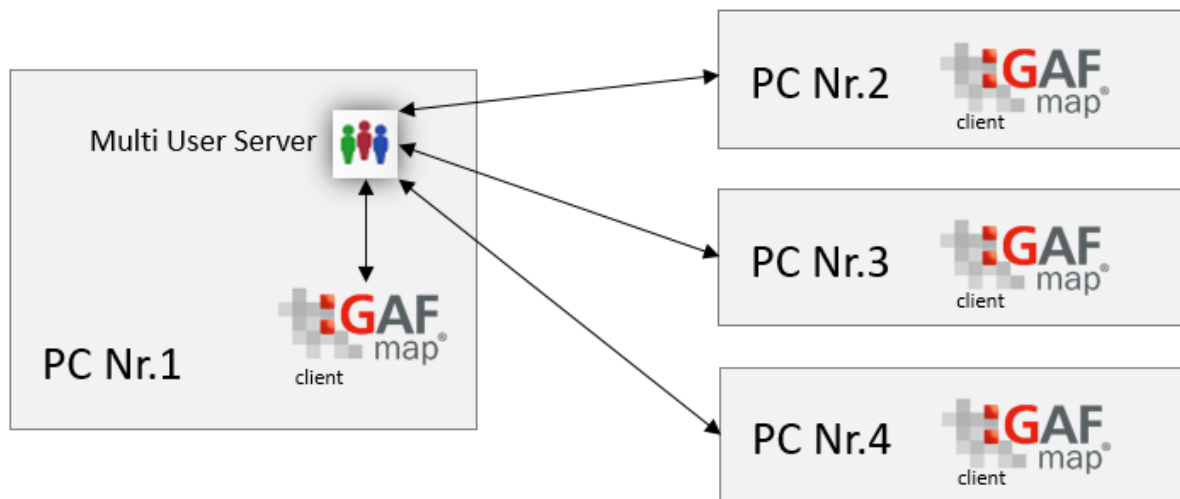 Multi User Server
GAF
map®
client
PC Nr.1
PC Nr.2
GAF
map®
client
PC Nr.3
GAF
map®
client
PC Nr.4
GAF
map®
client